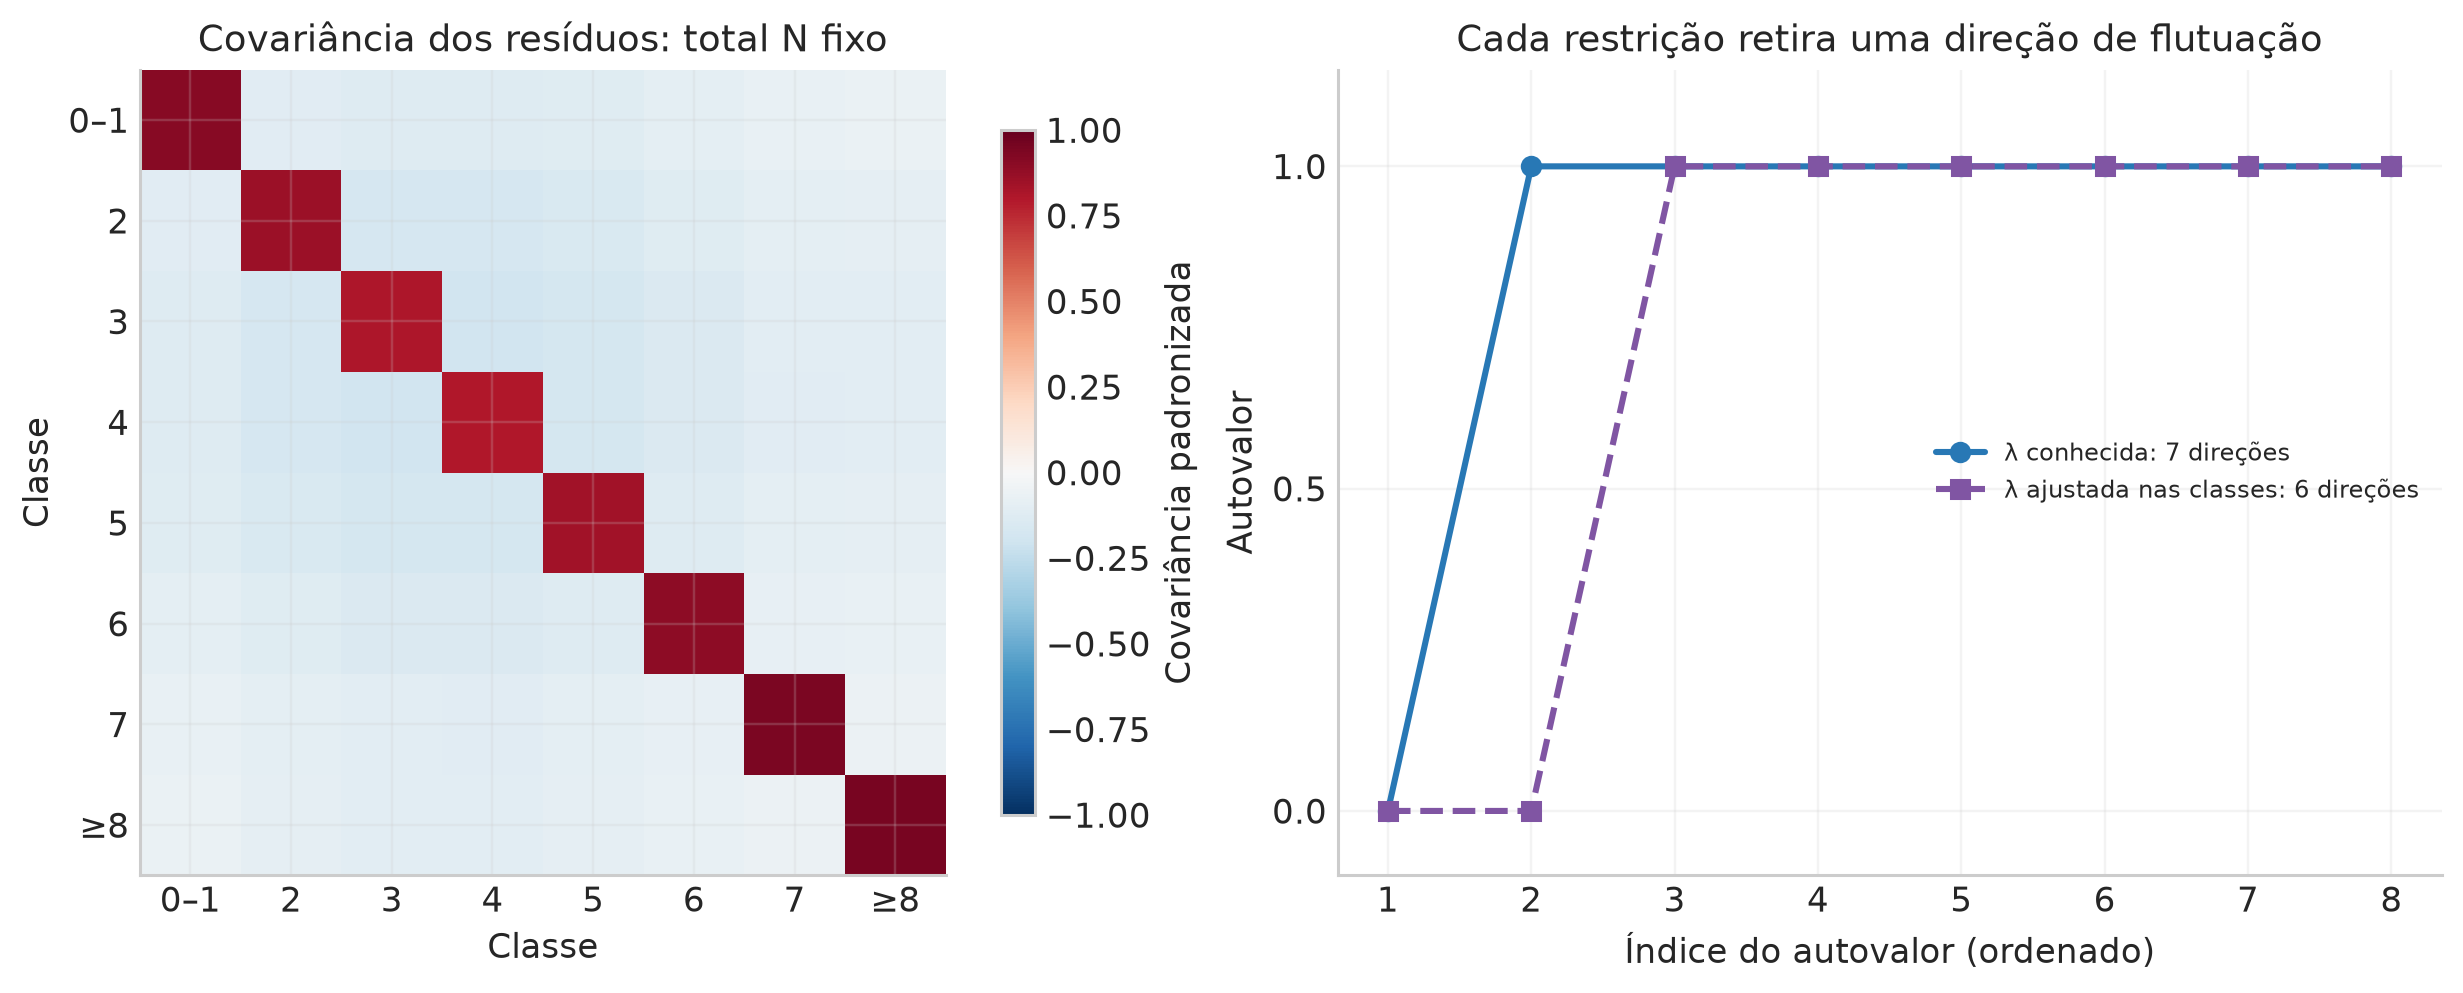 Covariância dos resíduos: total N fixo
Classe
0–1
2
3
4
5
6
7
≥8
0–1 2 3 4 5 6 7 ≥8
Classe
1.00
0.75
0.50
0.25
0.00
−0.25
−0.50
−0.75
−1.00
Covariância padronizada
Cada restrição retira uma direção de flutuação
Autovalor
1.0
0.5
0.0
λ conhecida: 7 direções
λ ajustada nas classes: 6 direções
1 2 3 4 5 6 7 8
Índice do autovalor (ordenado)